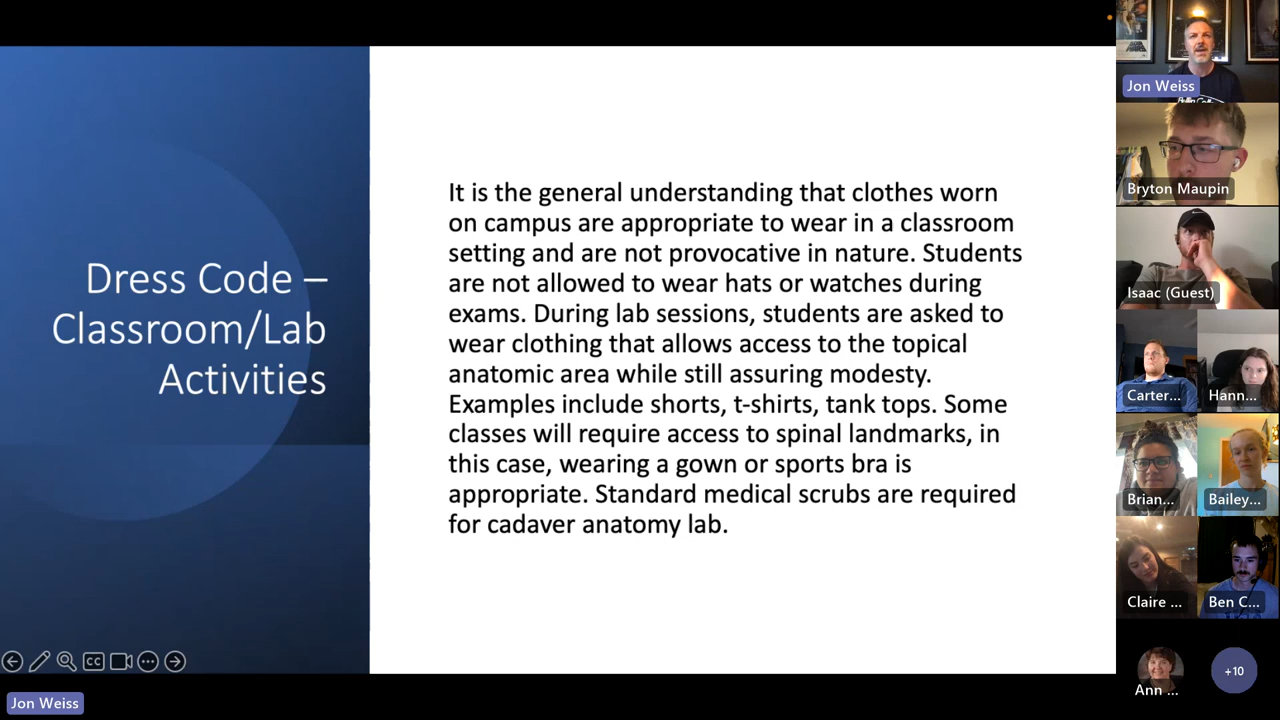 Dress Code –
Classroom/Lab
Activities
It is the general understanding that clothes worn
on campus are appropriate to wear in a classroom
setting and are not provocative in nature. Students
are not allowed to wear hats or watches during
exams. During lab sessions, students are asked to
wear clothing that allows access to the topical
anatomic area while still assuring modesty.
Examples include shorts, t-shirts, tank tops. Some
classes will require access to spinal landmarks, in
this case, wearing a gown or sports bra is
appropriate. Standard medical scrubs are required
for cadaver anatomy lab.
CC
Jon Weiss
Jon Weiss
Bryton Maupin
Isaac (Guest)
Carter...
Hann...
Brian...
Bailey...
Claire ...
Ben C...
Ann ...
+10